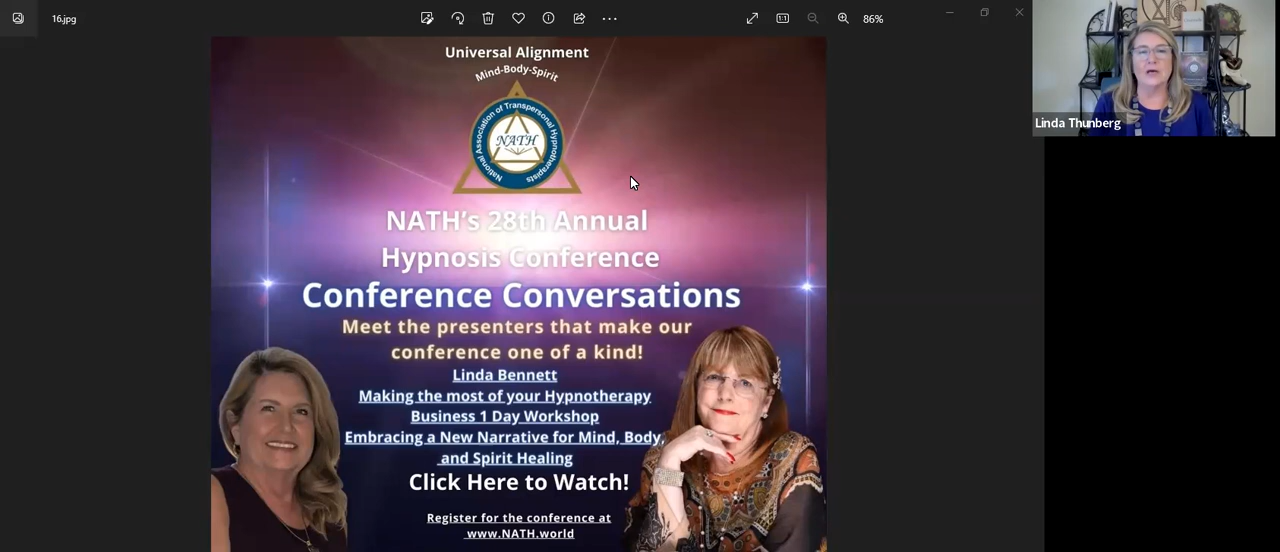 16.jpg
86%
Universal Alignment
Mind-Body-Spirit
National Association of Transpersonal Hypnotherapists
NATH
NATH's 28th Annual
Hypnosis Conference
Conference Conversations
Meet the presenters that make our
conference one of a kind!
Linda Bennett
Making the most of your Hypnotherapy
Business 1 Day Workshop
Embracing a New Narrative for Mind, Body,
and Spirit Healing
Click Here to Watch!
Register for the conference at
www.NATH.world
Linda Thunberg